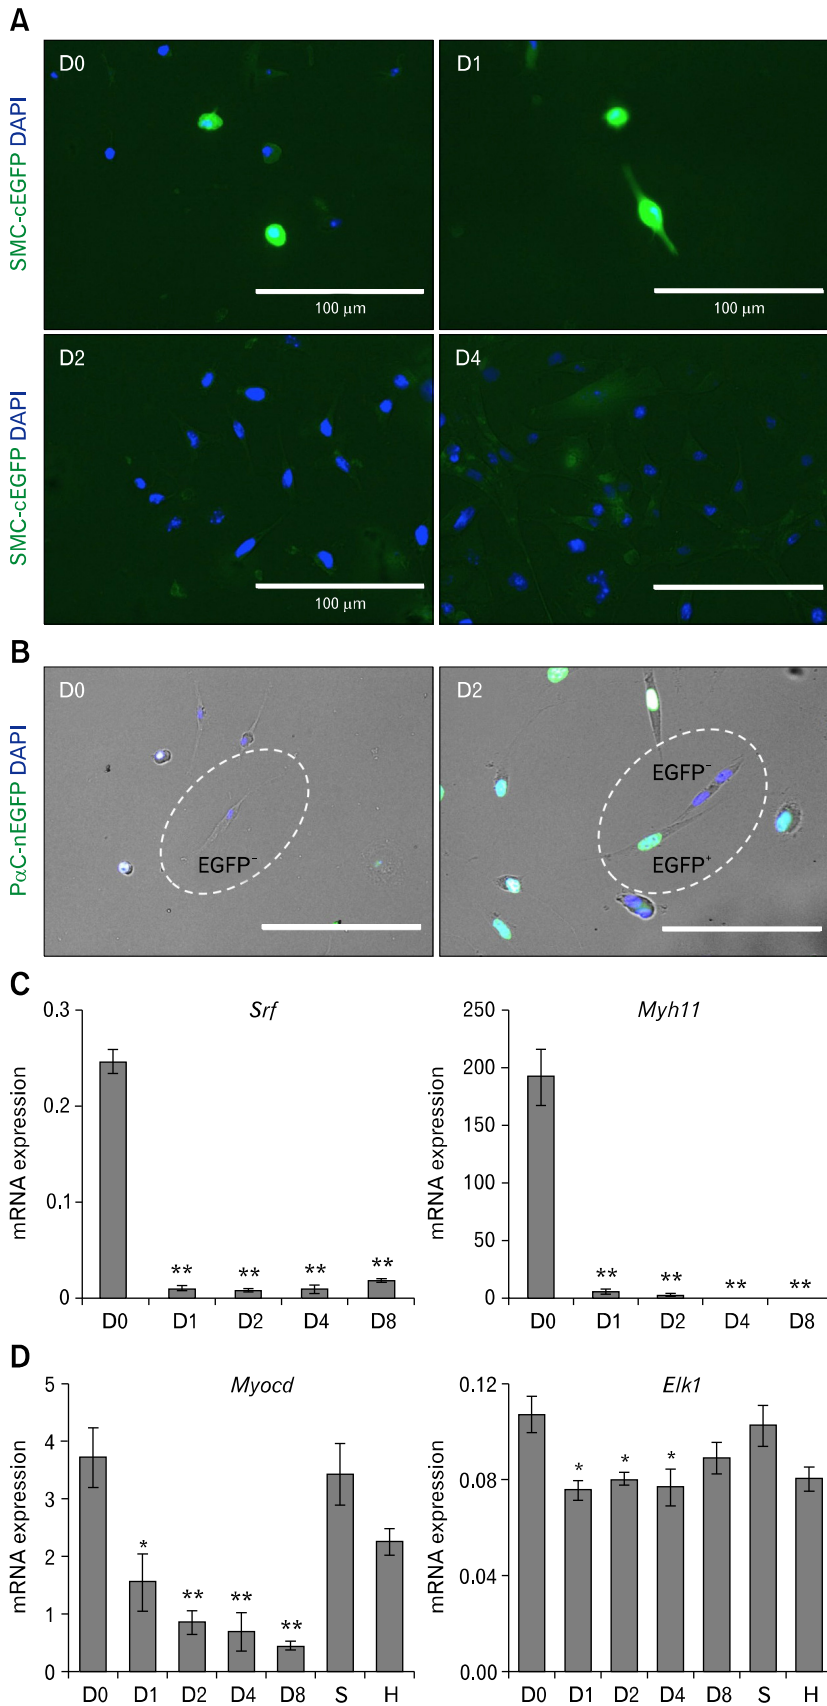 A
SMC-cEGFP DAPI
D0
100 μm
D1
100 μm
SMC-cEGFP DAPI
D2
100 μm
D4
B
PαC-nEGFP DAPI
D0
EGFP⁻
D2
EGFP⁻
EGFP⁺
C
Srf
mRNA expression
0.3
0.2
0.1
0
** ** ** **
D0 D1 D2 D4 D8
Myh11
mRNA expression
250
200
150
100
50
0
** ** ** **
D0 D1 D2 D4 D8
D
Myocd
mRNA expression
5
4
3
2
1
0
* ** ** **
D0 D1 D2 D4 D8 S H
Elk1
mRNA expression
0.12
0.08
0.04
0.00
* * *
D0 D1 D2 D4 D8 S H